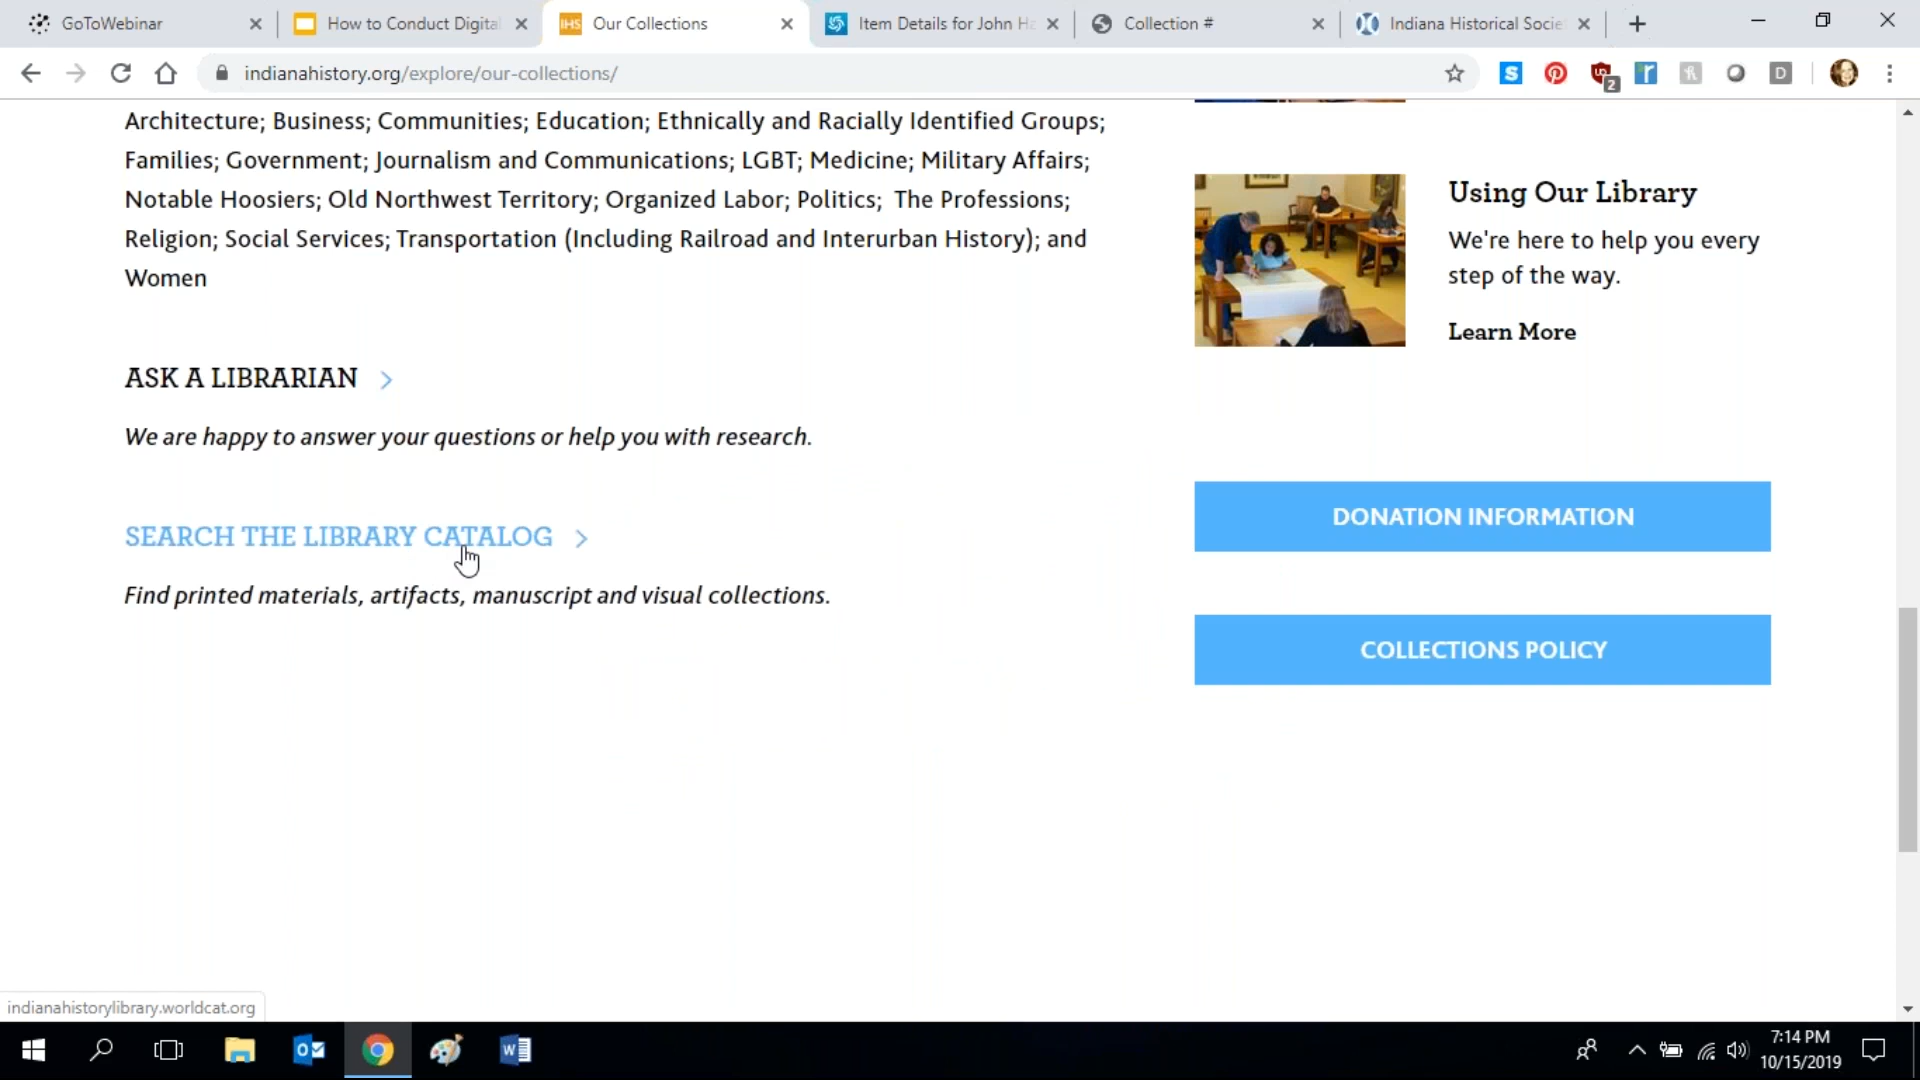 GoToWebinar
How to Conduct Digital
IHS
Our Collections
Item Details for John Ha
Collection #
Indiana Historical Socie
indianahistory.org/explore/our-collections/
2
Architecture; Business; Communities; Education; Ethnically and Racially Identified Groups;
Families; Government; Journalism and Communications; LGBT; Medicine; Military Affairs;
Notable Hoosiers; Old Northwest Territory; Organized Labor; Politics; The Professions;
Religion; Social Services; Transportation (Including Railroad and Interurban History); and
Women
ASK A LIBRARIAN
We are happy to answer your questions or help you with research.
SEARCH THE LIBRARY CATALOG
Find printed materials, artifacts, manuscript and visual collections.
Using Our Library
We're here to help you every
step of the way.
Learn More
DONATION INFORMATION
COLLECTIONS POLICY
indianahistorylibrary.worldcat.org
7:14 PM
10/15/2019